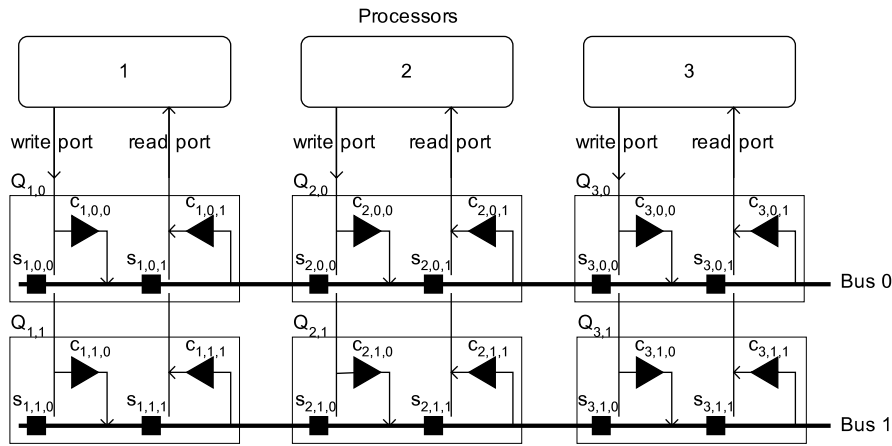 Processors
1 2 3
write port read port write port read port write port read port
Q1,0 Q2,0 Q3,0
c1,0,0 c1,0,1 c2,0,0 c2,0,1 c3,0,0 c3,0,1
s1,0,0 s1,0,1 s2,0,0 s2,0,1 s3,0,0 s3,0,1
Bus 0
Q1,1 Q2,1 Q3,1
c1,1,0 c1,1,1 c2,1,0 c2,1,1 c3,1,0 c3,1,1
s1,1,0 s1,1,1 s2,1,0 s2,1,1 s3,1,0 s3,1,1
Bus 1